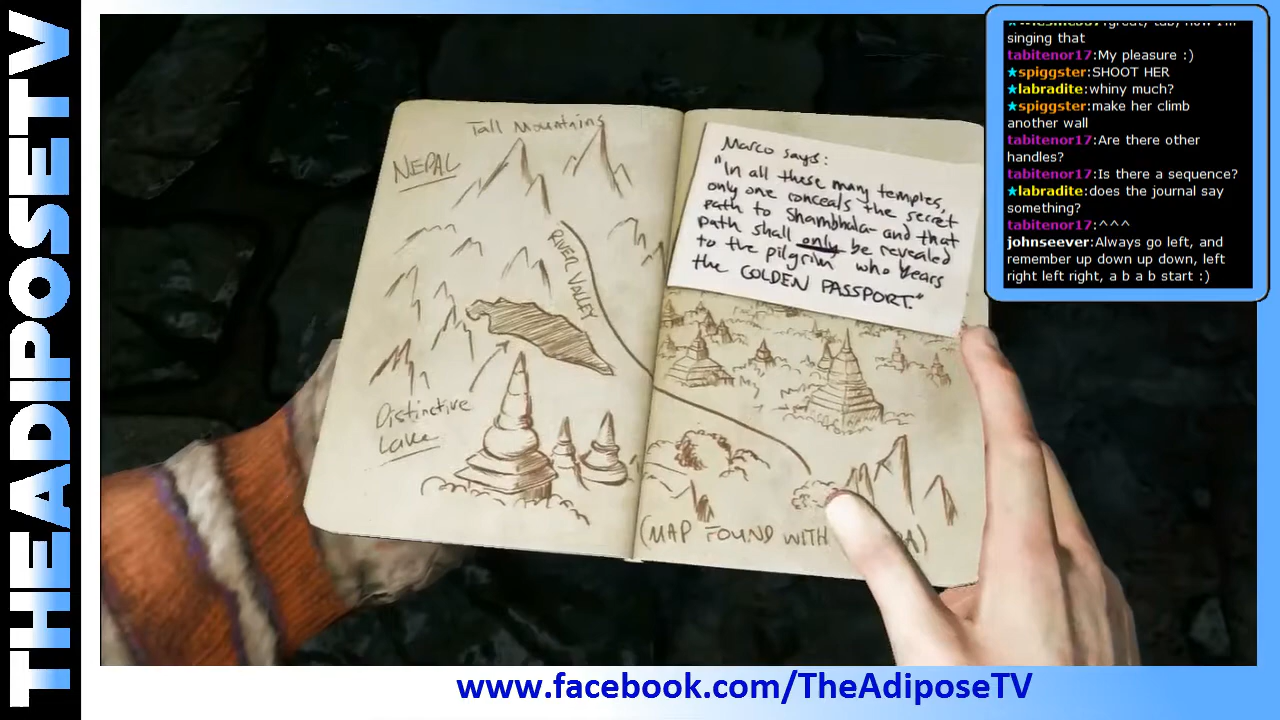 THEADIPOSETV
Tall Mountains
NEPAL
RIVER VALLEY
Distinctive
Lake
Marco says:
"In all these many temples,
only one conceals the secret
path to Shambhala- and that
path shall only be revealed
to the pilgrim who bears
the GOLDEN PASSPORT."
(MAP FOUND WITH
singing that
tabitenor17:My pleasure :)
★spiggster:SHOOT HER
★labradite:whiny much?
★spiggster:make her climb
another wall
tabitenor17:Are there other
handles?
tabitenor17:Is there a sequence?
★labradite:does the journal say
something?
tabitenor17:^^^
johnseever:Always go left, and
remember up down up down, left
right left right, a b a b start :)
www.facebook.com/TheAdiposeTV